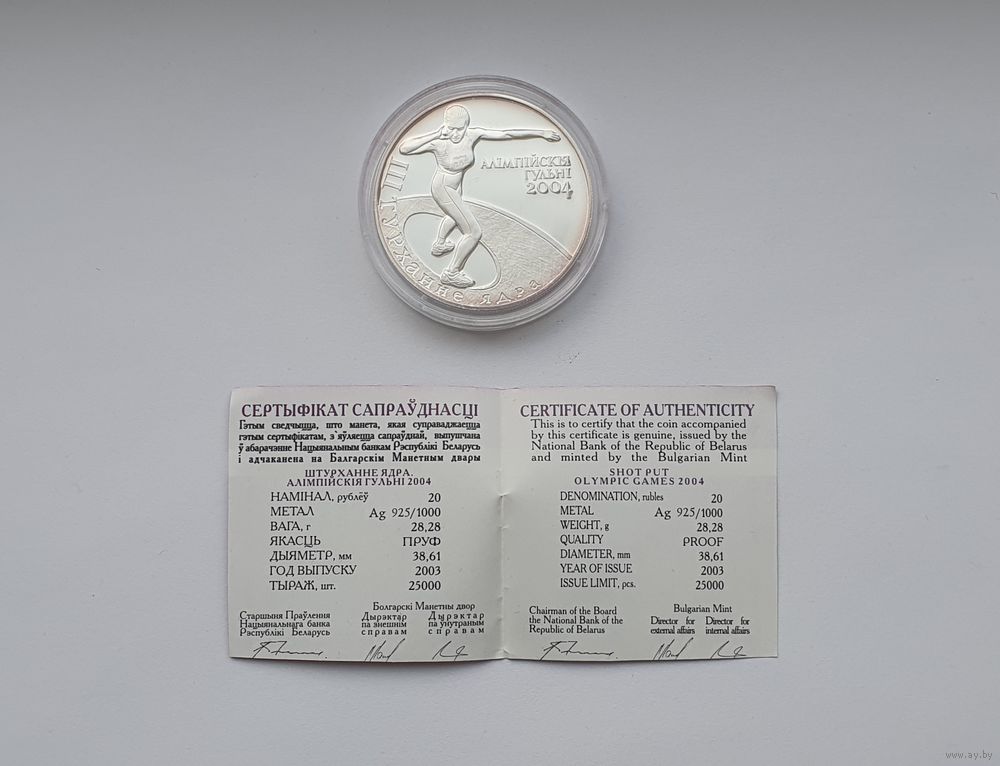 АЛІМПІЙСКІЯ
ГУЛЬНІ
2004
ШТУРХАННЕ ЯДРА
СЕРТЫФІКАТ САПРАЎДНАСЦІ
Гэтым сведчыцца, што манета, якая суправаджаецца
гэтым сертыфікатам, з'яўляецца сапраўднай, выпушчана
ў абарачэнне Нацыянальным банкам Рэспублікі Беларусь
і адчаканена на Балгарскім Манетным двары
ШТУРХАННЕ ЯДРА.
АЛІМПІЙСКІЯ ГУЛЬНІ 2004
НАМІНАЛ, рублёў 20
МЕТАЛ Ag 925/1000
ВАГА, г 28,28
ЯКАСЦЬ ПРУФ
ДЫЯМЕТР, мм 38,61
ГОД ВЫПУСКУ 2003
ТЫРАЖ, шт. 25000
Старшыня Праўлення
Нацыянальнага банка
Рэспублікі Беларусь
Болгарскі Манетны двор
Дырэктар Дырэктар
па знешнім па ўнутраным
справам справам
CERTIFICATE OF AUTHENTICITY
This is to certify that the coin accompanied
by this certificate is genuine, issued by the
National Bank of the Republic of Belarus
and minted by the Bulgarian Mint
SHOT PUT
OLYMPIC GAMES 2004
DENOMINATION, rubles 20
METAL Ag 925/1000
WEIGHT, g 28,28
QUALITY PROOF
DIAMETER, mm 38,61
YEAR OF ISSUE 2003
ISSUE LIMIT, pcs. 25000
Chairman of the Board
the National Bank of the
Republic of Belarus
Bulgarian Mint
Director for Director for
external affairs internal affairs
www.ay.by